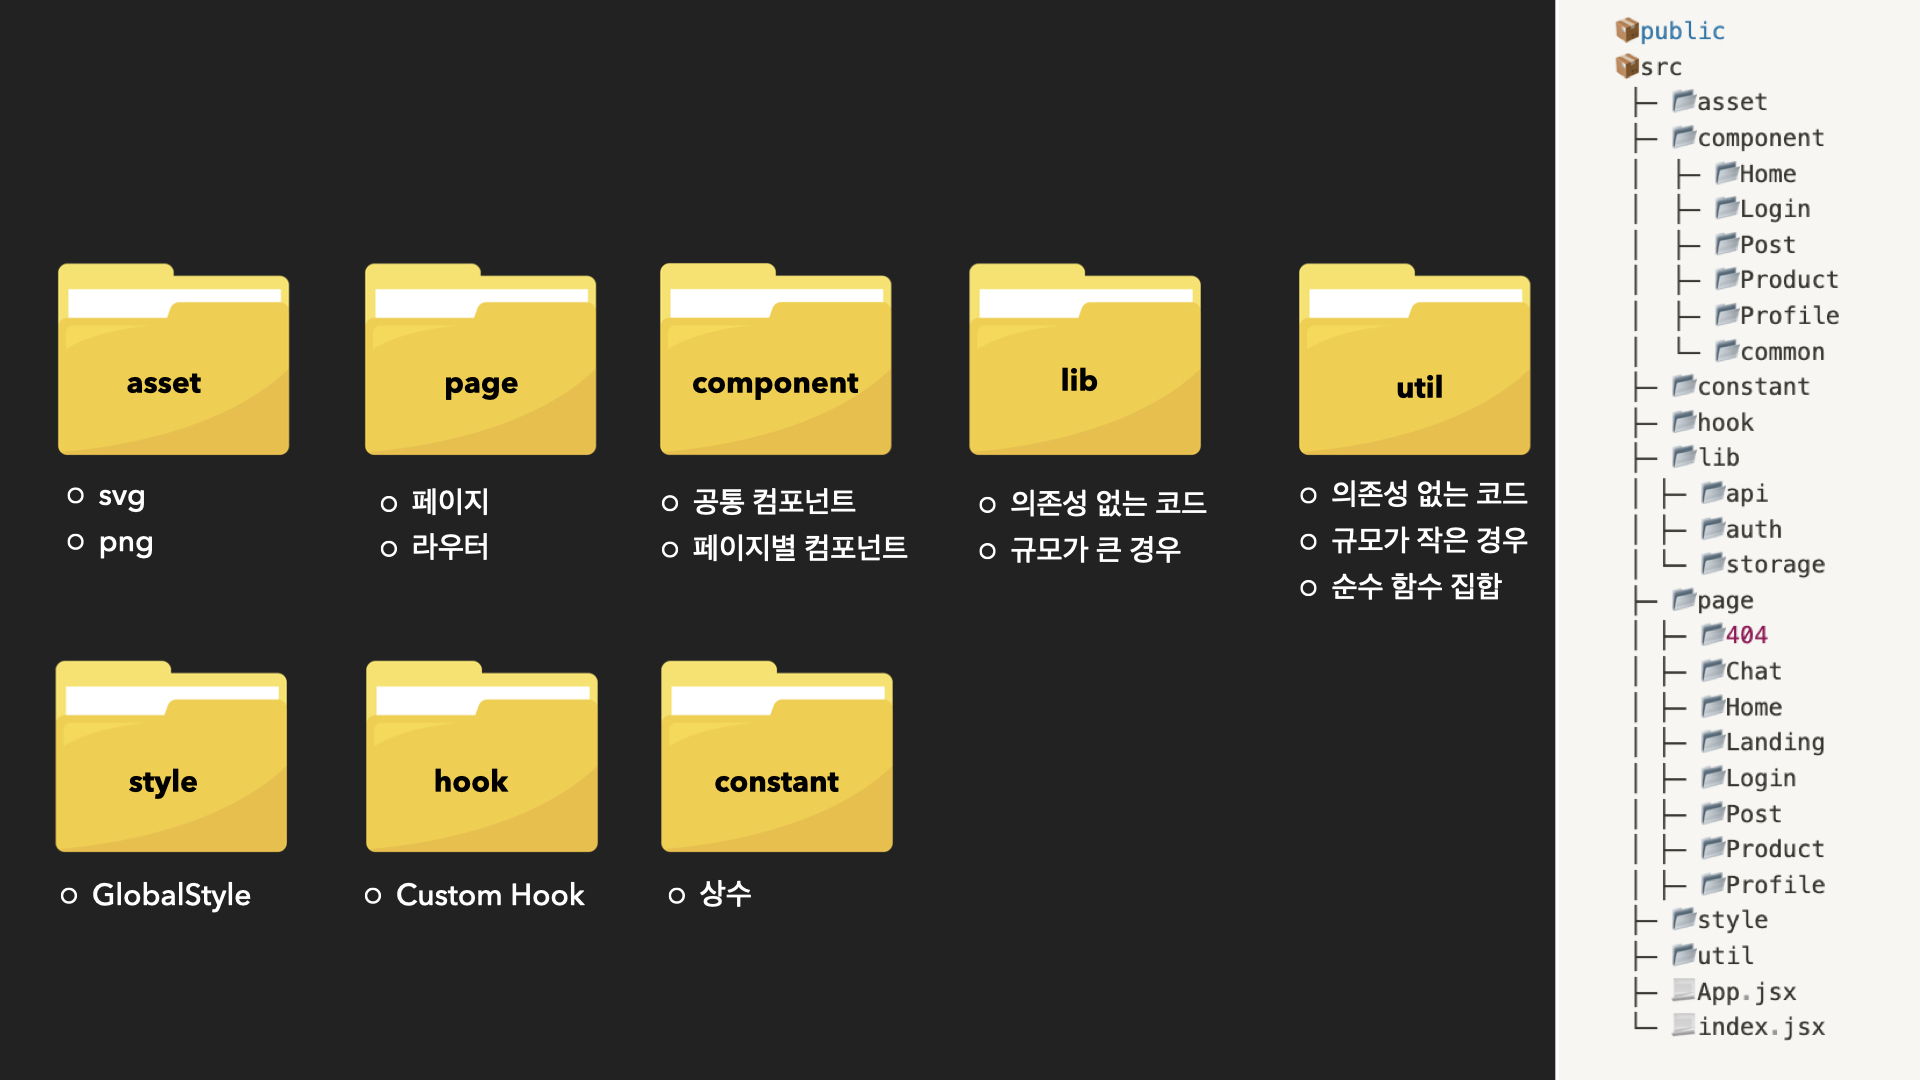 asset
svg
png
page
페이지
라우터
component
공통 컴포넌트
페이지별 컴포넌트
lib
의존성 없는 코드
규모가 큰 경우
util
의존성 없는 코드
규모가 작은 경우
순수 함수 집합
style
GlobalStyle
hook
Custom Hook
constant
상수
public
src
asset
component
Home
Login
Post
Product
Profile
common
constant
hook
lib
api
auth
storage
page
404
Chat
Home
Landing
Login
Post
Product
Profile
style
util
App.jsx
index.jsx